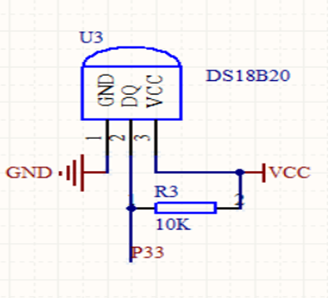 U3
DS18B20
GND
DQ
VCC
1
2
3
GND
VCC
R3
2
10K
P33